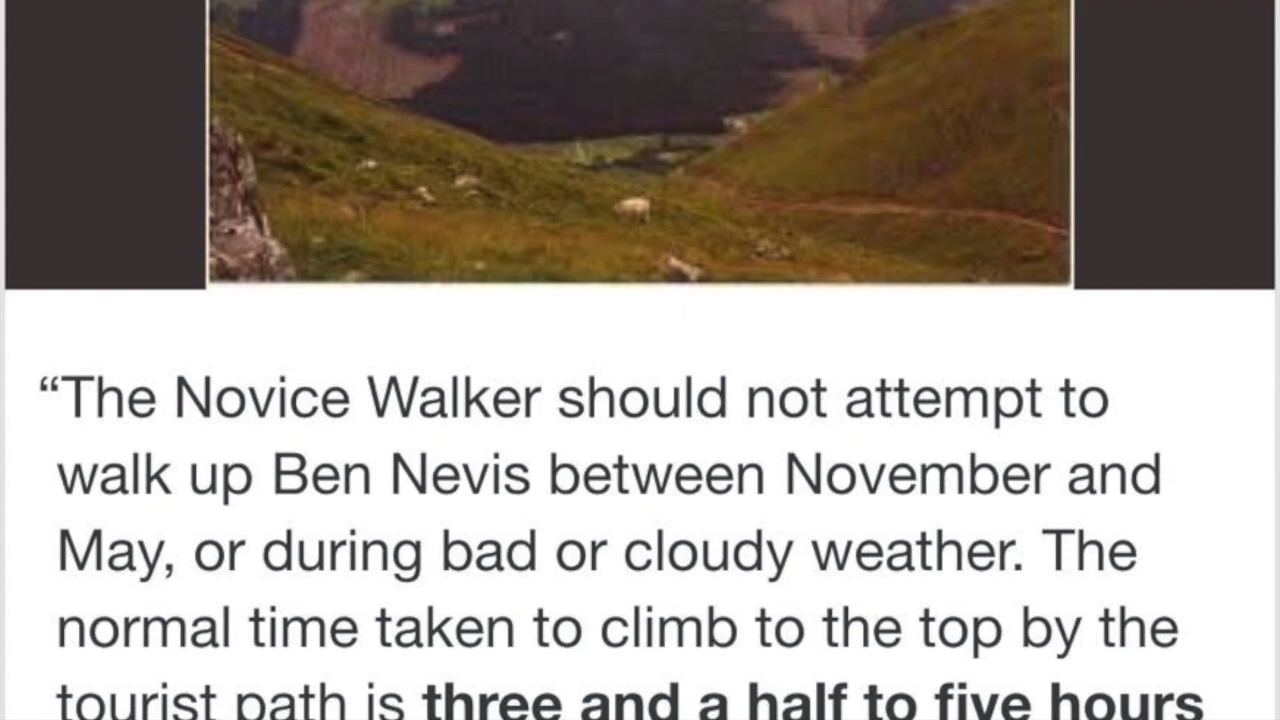 “The Novice Walker should not attempt to
walk up Ben Nevis between November and
May, or during bad or cloudy weather. The
normal time taken to climb to the top by the
tourist path is three and a half to five hours